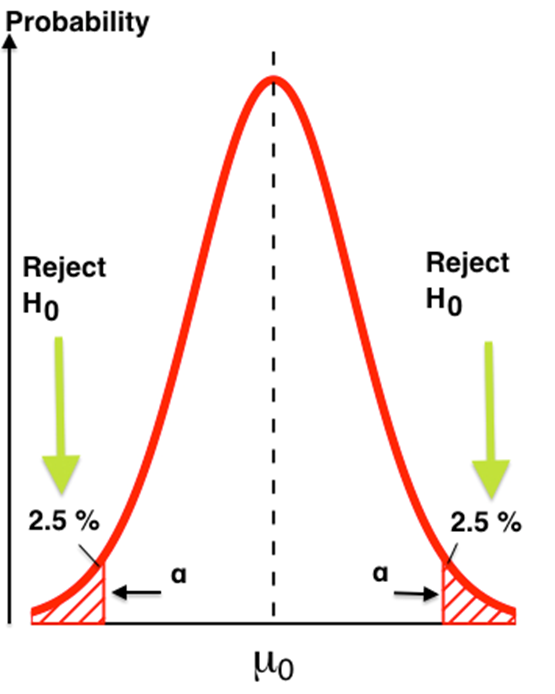 Probability
Reject
H0
Reject
H0
2.5 %
2.5 %
α
α
μ0